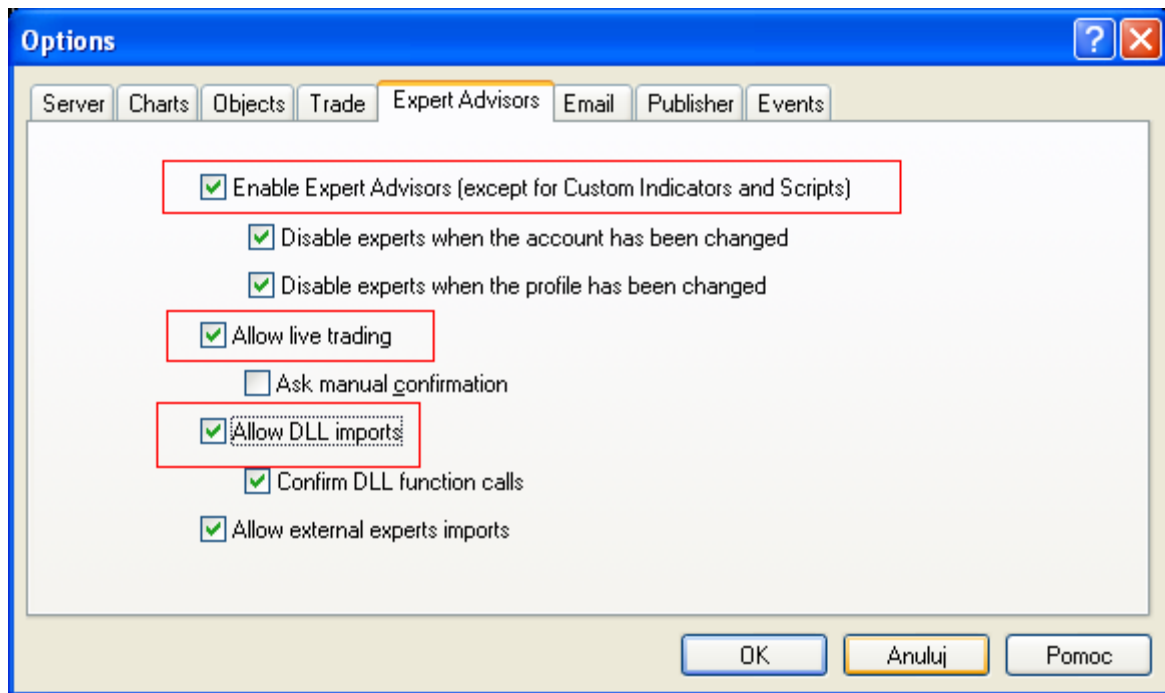 Options
Server Charts Objects Trade Expert Advisors Email Publisher Events
Enable Expert Advisors (except for Custom Indicators and Scripts)
Disable experts when the account has been changed
Disable experts when the profile has been changed
Allow live trading
Ask manual confirmation
Allow DLL imports
Confirm DLL function calls
Allow external experts imports
OK Anuluj Pomoc